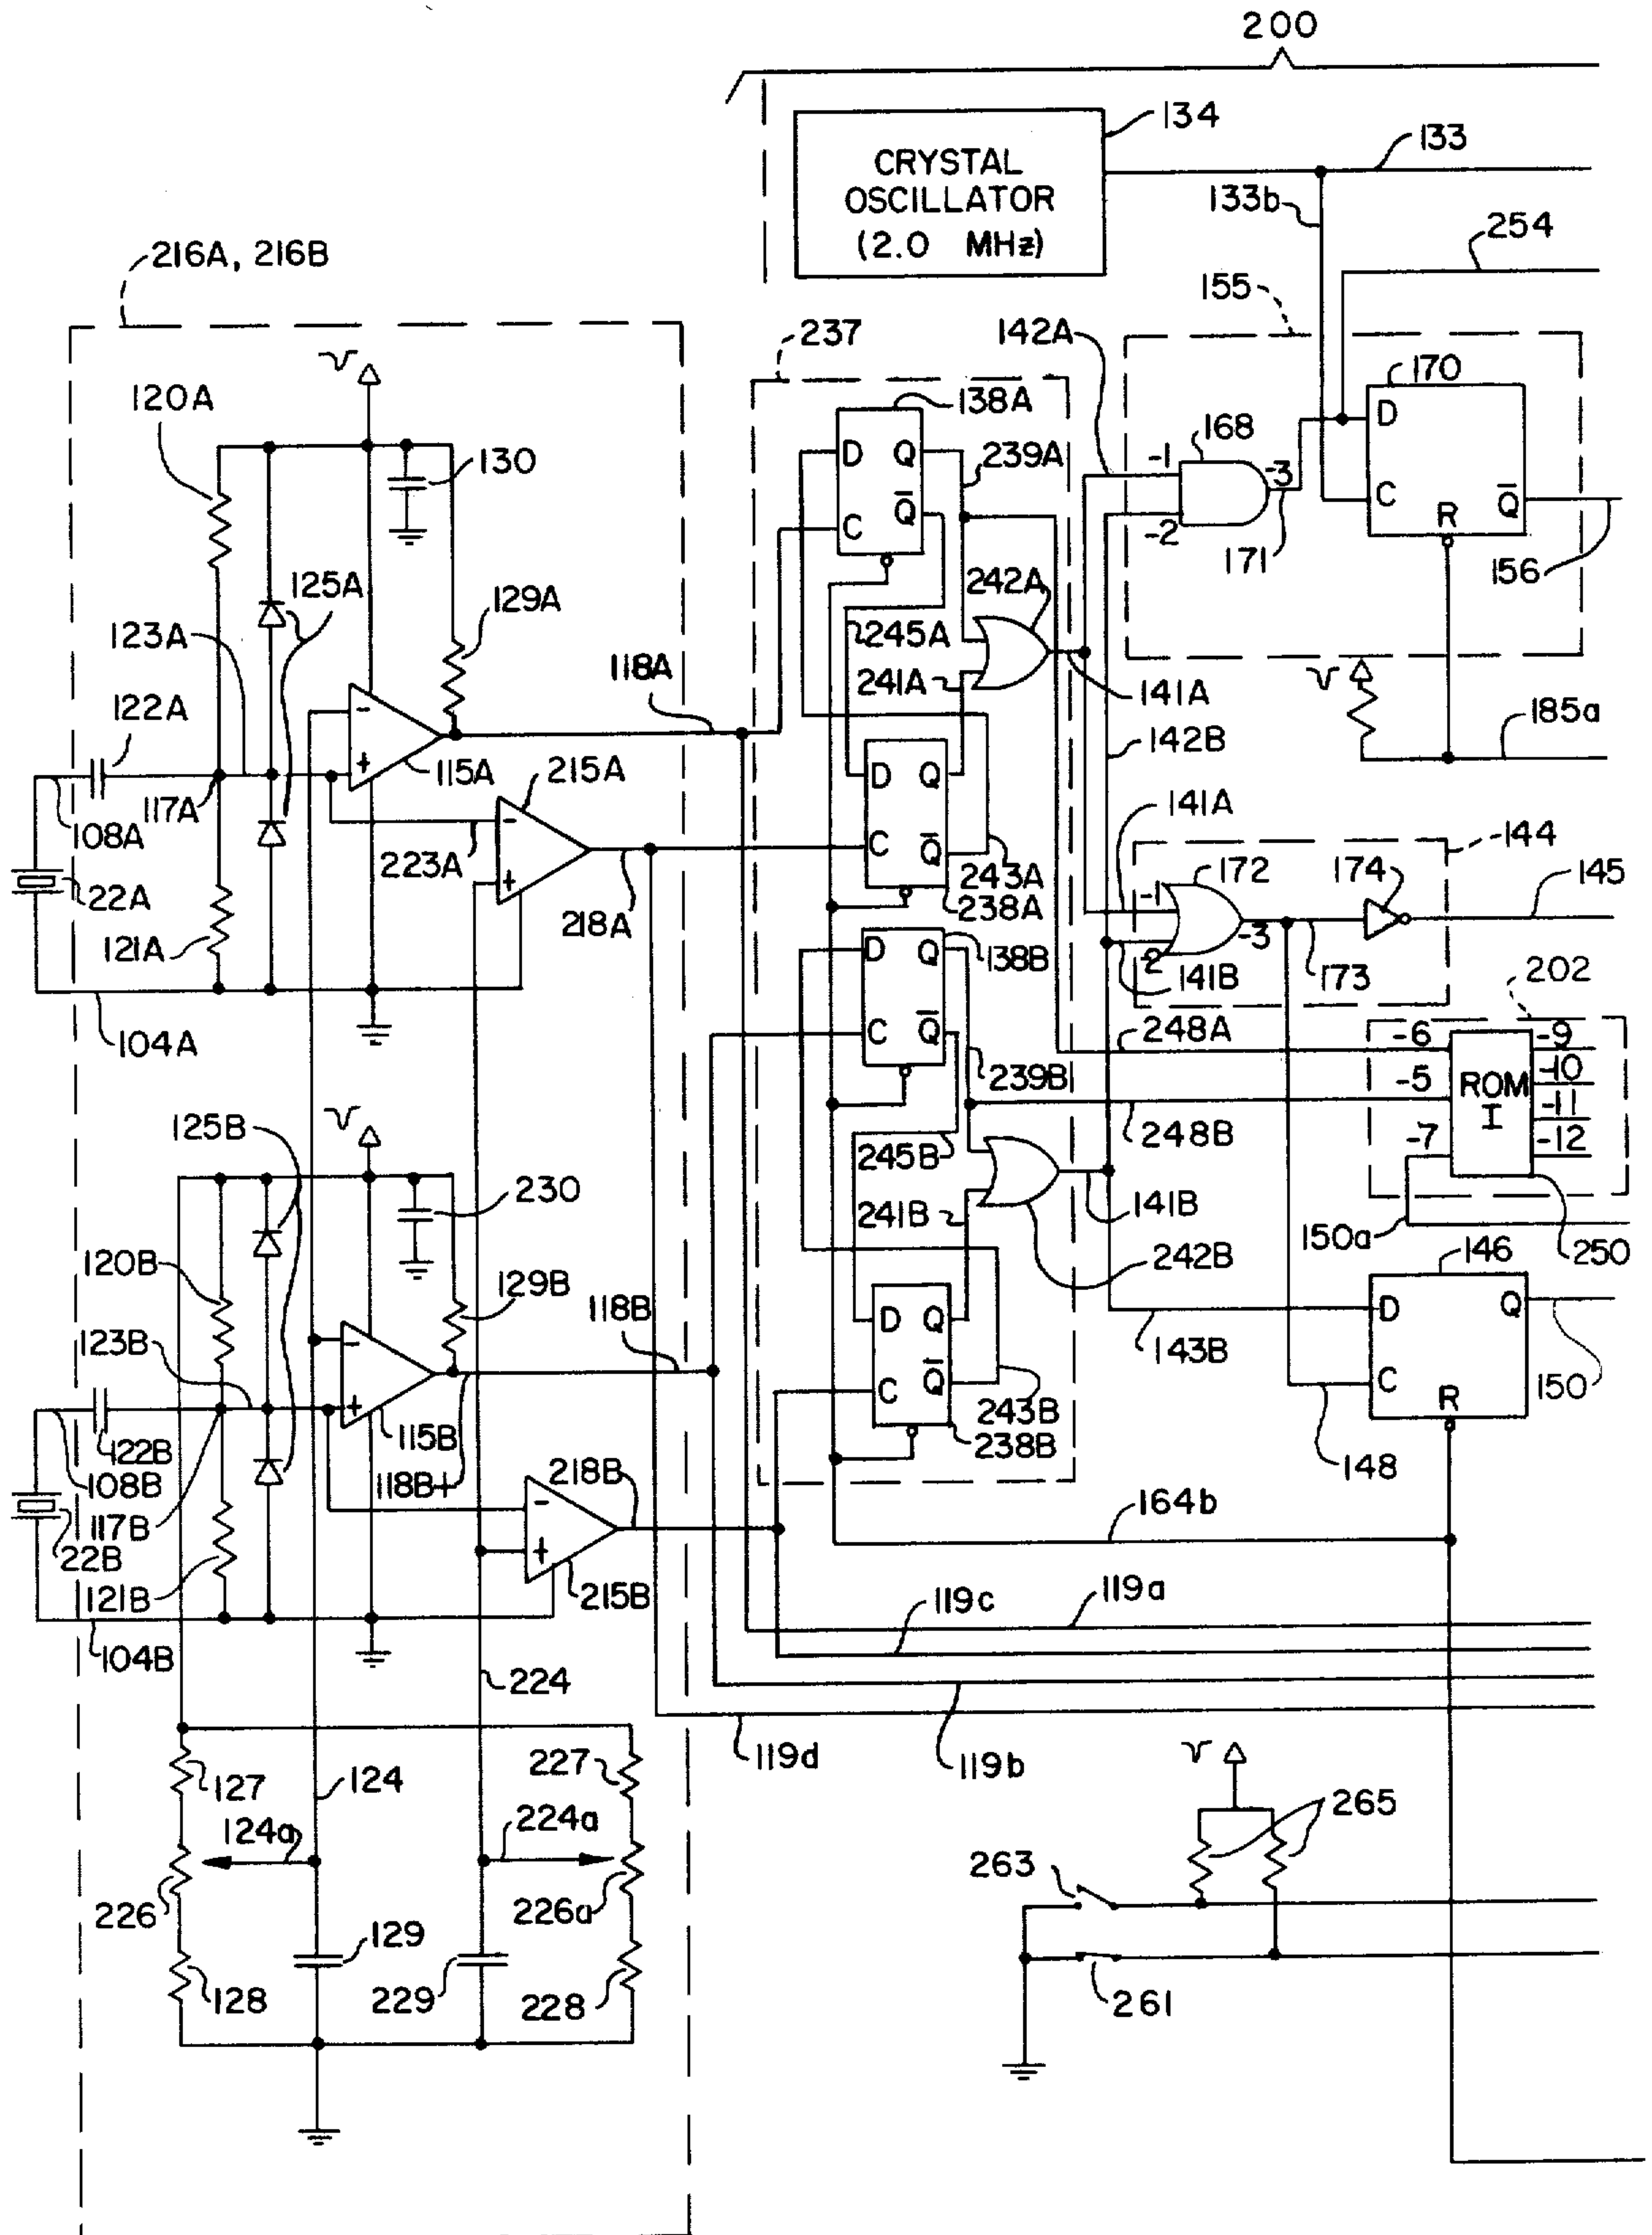 200
134
CRYSTAL
OSCILLATOR
(2.0 MHz)
133
133b
254
216A, 216B
155
237
142A
V
120A
138A
170
D
168
D Q
239A
-1
-3
130
C
Q
R
Q
C
-2
171
156
125A
242A
129A
123A
245A
118A
241A
V
141A
122A
185a
-
142B
+
115A
215A
D Q
117A
141A
108A
-
C
Q
144
223A
243A
172
174
145
-1
22A
+
238A
218A
121A
138B
-3
D Q
-2
141B
173
202
C
Q
104A
248A
-6
-9
239B
-10
-5
ROM
I
-11
V
125B
248B
-7
-12
245B
230
241B
141B
150a
250
120B
242B
146
129B
118B
D
Q
D Q
123B
-
143B
C
150
C
Q
R
+
243B
122B
115B
238B
108B
118B+
218B
148
-
117B
164b
22B
+
121B
215B
119c
119a
104B
224
119d
119b
V
227
127
124
265
224a
124a
263
226
226a
129
128
229
228
261